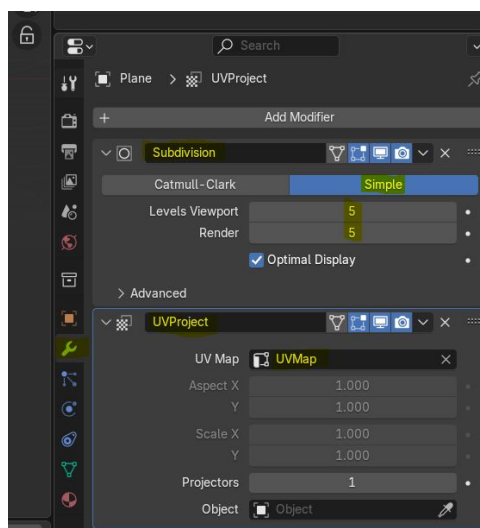 Search
Plane > UVProject
+ Add Modifier
Subdivision
Catmull-Clark Simple
Levels Viewport 5
Render 5
Optimal Display
> Advanced
UVProject
UV Map UVMap
Aspect X 1.000
Y 1.000
Scale X 1.000
Y 1.000
Projectors 1
Object Object